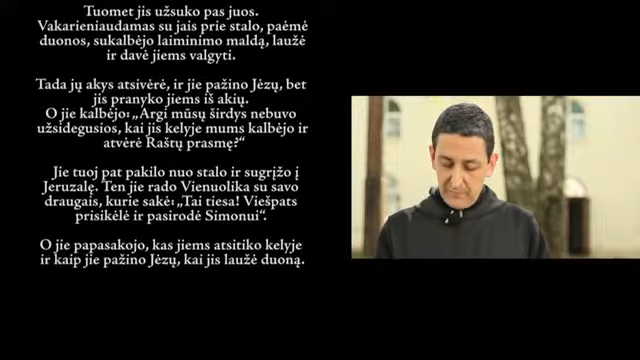 Tuomet jis užsuko pas juos.
Vakarieniaudamas su jais prie stalo, paėmė
duonos, sukalbėjo laiminimo maldą, laužė
ir davė jiems valgyti.
Tada jų akys atsivėrė, ir jie pažino Jėzų, bet
jis pranyko jiems iš akių.
O jie kalbėjo: „Argi mūsų širdys nebuvo
užsidegusios, kai jis kelyje mums kalbėjo ir
atvėrė Raštų prasmę?“
Jie tuoj pat pakilo nuo stalo ir sugrįžo į
Jeruzalę. Ten jie rado Vienuolika su savo
draugais, kurie sakė: „Tai tiesa! Viešpats
prisikėlė ir pasirodė Simonui“.
O jie papasakojo, kas jiems atsitiko kelyje
ir kaip jie pažino Jėzų, kai jis laužė duoną.